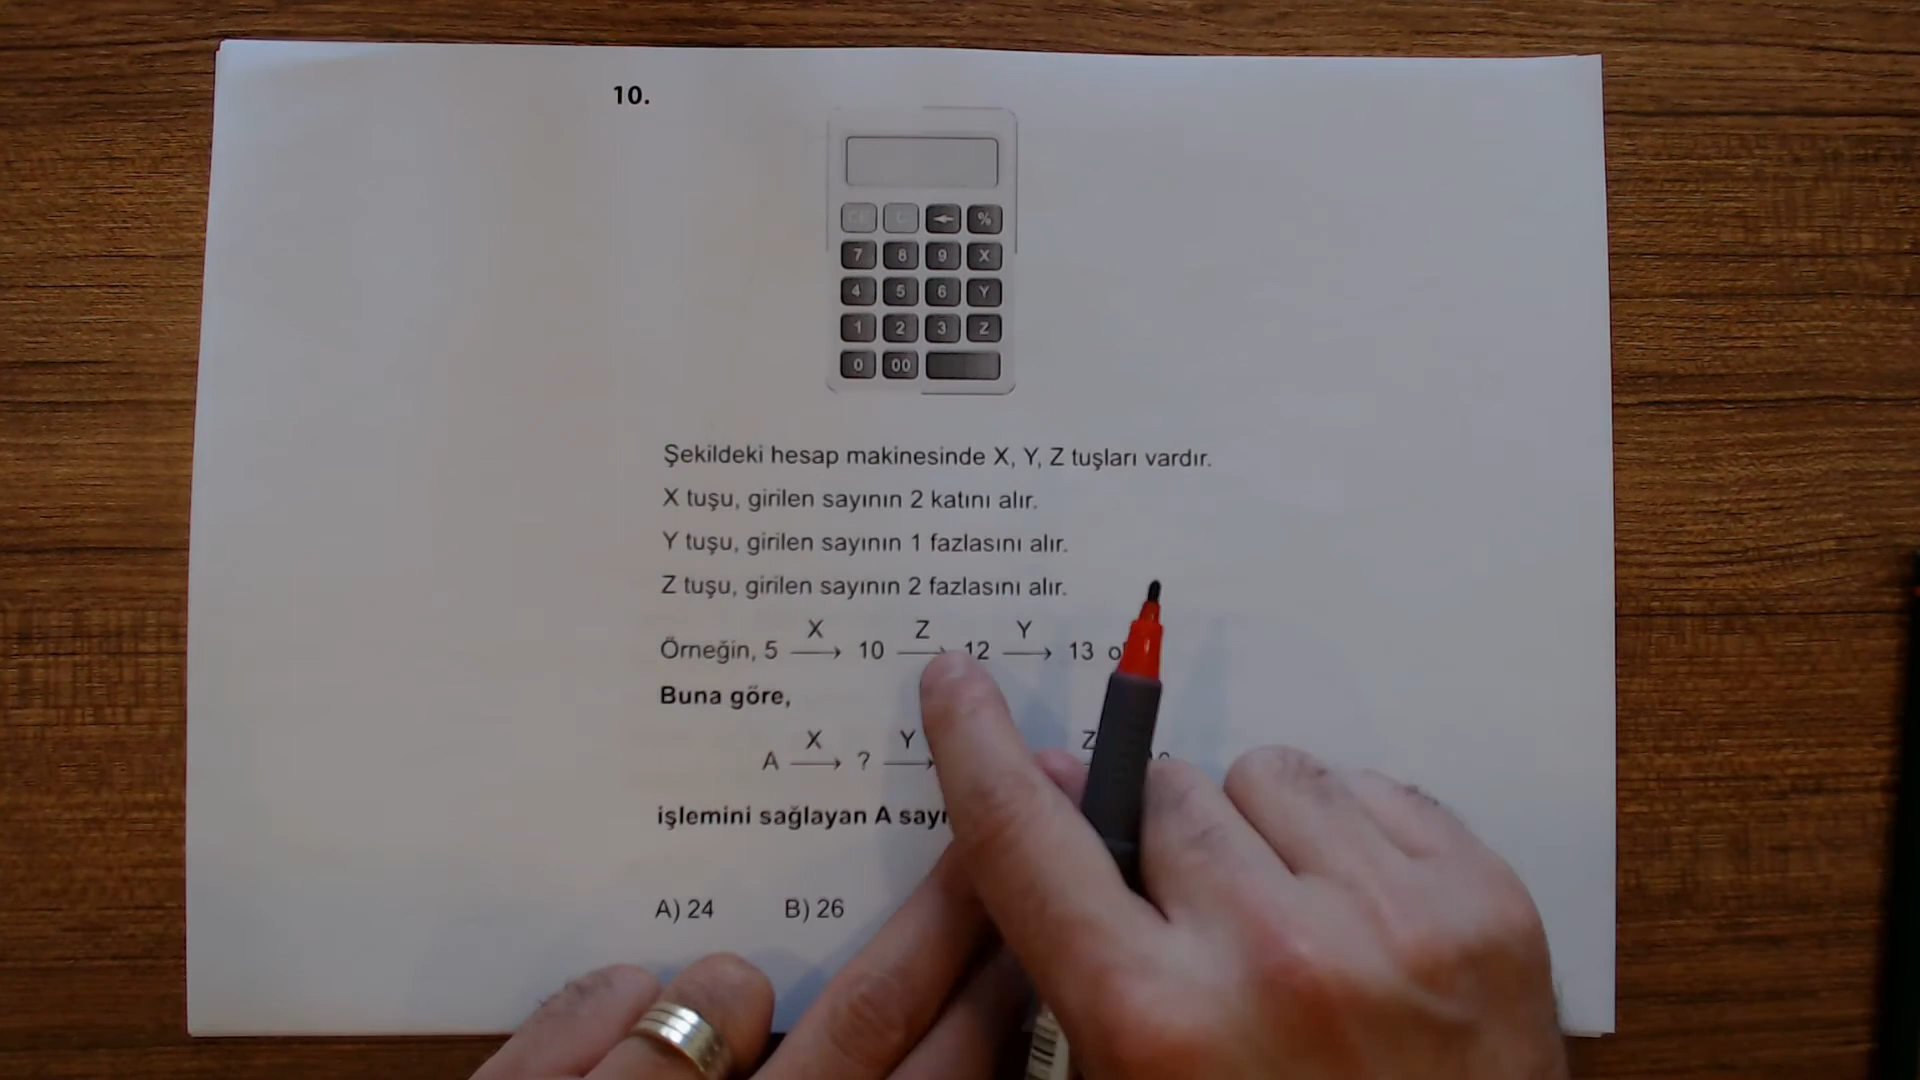 10.
%
7 8 9 X
4 5 6 Y
1 2 3 Z
0 00
Şekildeki hesap makinesinde X, Y, Z tuşları vardır.
X tuşu, girilen sayının 2 katını alır.
Y tuşu, girilen sayının 1 fazlasını alır.
Z tuşu, girilen sayının 2 fazlasını alır.
X Z Y
Örneğin, 5 → 10 → 12 → 13
Buna göre,
X Y Z
A → ? →
işlemini sağlayan A
A) 24 B) 26